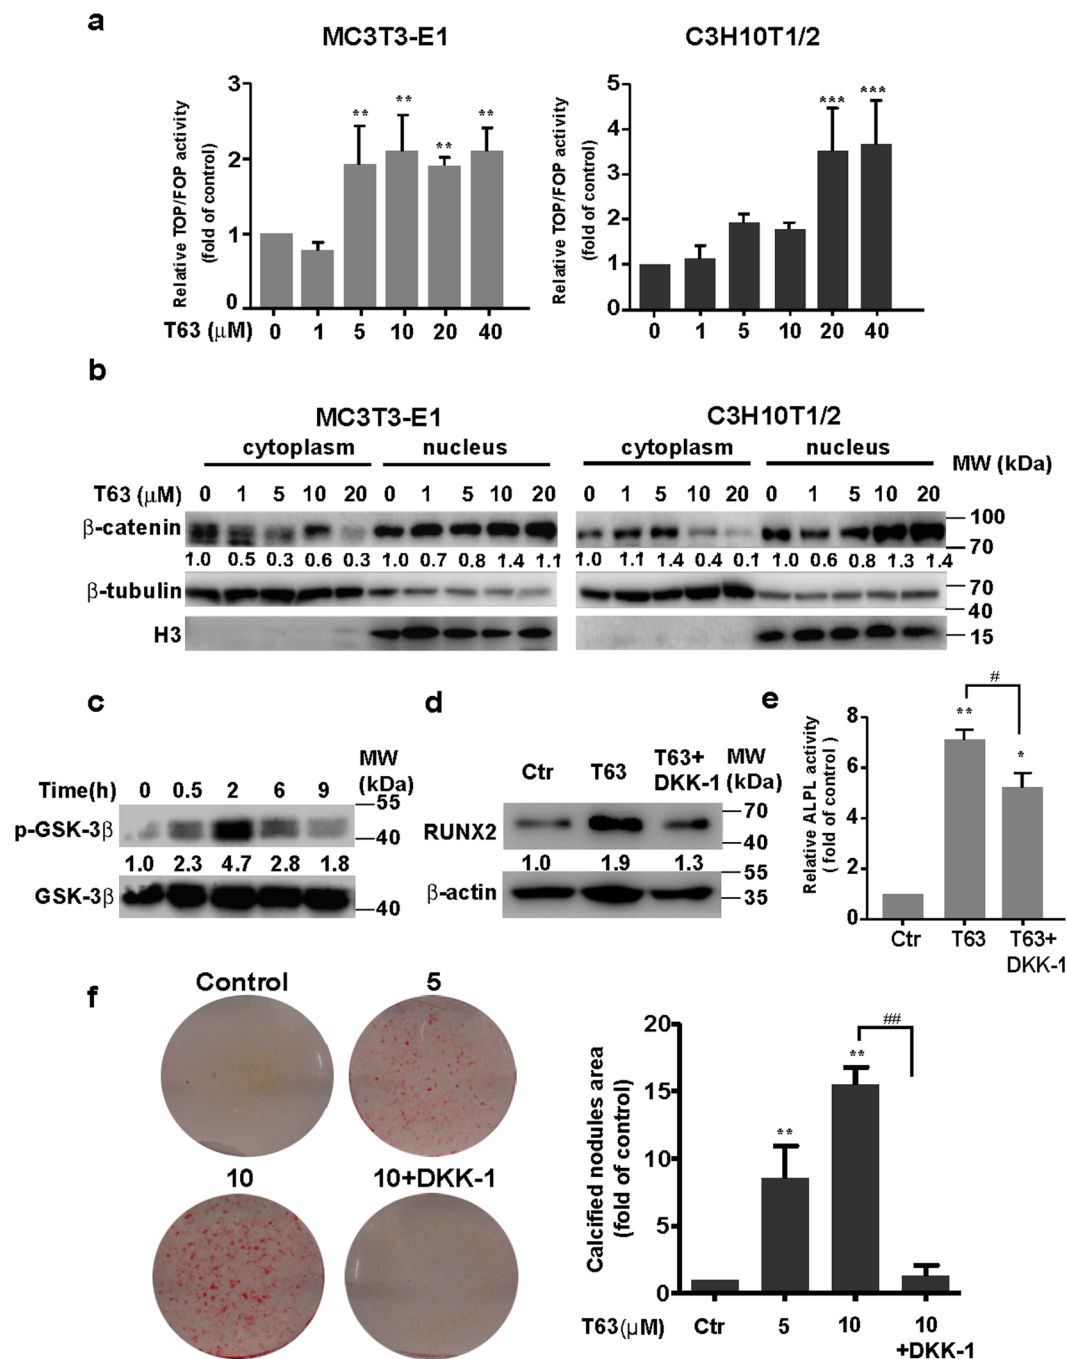 a
MC3T3-E1
C3H10T1/2
Relative TOP/FOP activity
(fold of control)
3
2
1
0
** ** ** **
T63 (μM) 0 1 5 10 20 40
Relative TOP/FOP activity
(fold of control)
5
4
3
2
1
0
*** ***
0 1 5 10 20 40
b
MC3T3-E1 C3H10T1/2
cytoplasm nucleus cytoplasm nucleus MW (kDa)
T63 (μM) 0 1 5 10 20 0 1 5 10 20 0 1 5 10 20 0 1 5 10 20
β-catenin 100
70
1.0 0.5 0.3 0.6 0.3 1.0 0.7 0.8 1.4 1.1 1.0 1.1 1.4 0.4 0.1 1.0 0.6 0.8 1.3 1.4
β-tubulin 70
40
H3 15
c
Time(h) 0 0.5 2 6 9 MW
(kDa)
55
p-GSK-3β 40
1.0 2.3 4.7 2.8 1.8
GSK-3β 40
d
Ctr T63 T63+
DKK-1
MW
(kDa)
70
RUNX2
40
1.0 1.9 1.3
55
β-actin 35
e
Relative ALPL activity
( fold of control )
8
6
4
2
0
** # *
Ctr T63 T63+
DKK-1
f
Control 5
10 10+DKK-1
Calcified nodules area
(fold of control)
20
15
10
5
0
** ** ##
T63(μM) Ctr 5 10 10
+DKK-1